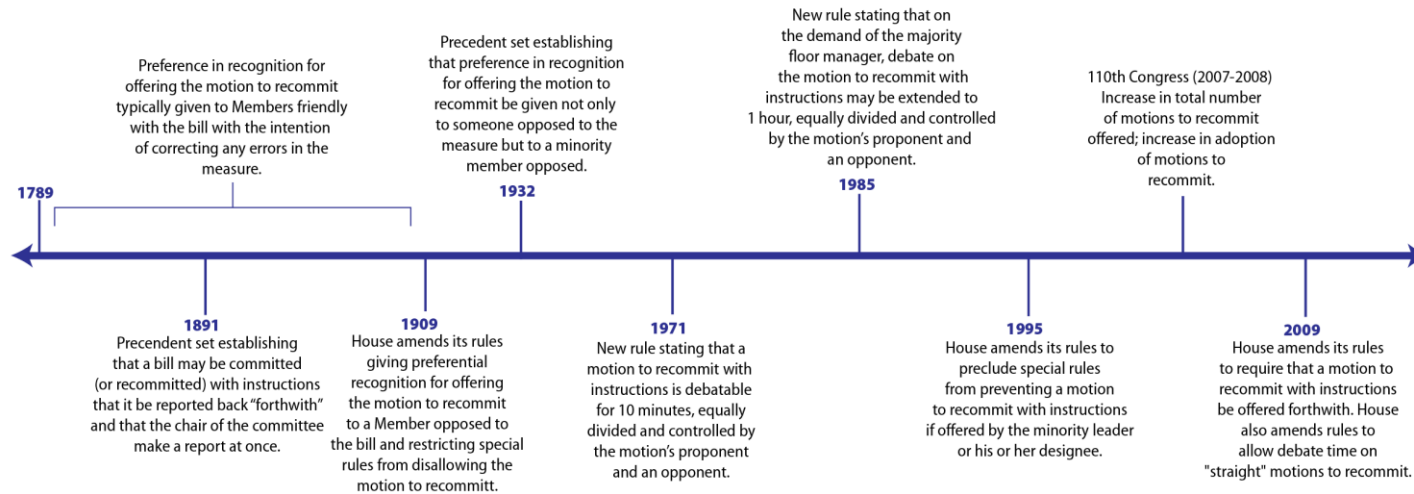 1789
Preference in recognition for
offering the motion to recommit
typically given to Members friendly
with the bill with the intention
of correcting any errors in the
measure.
1891
Precendent set establishing
that a bill may be committed
(or recommitted) with instructions
that it be reported back "forthwith"
and that the chair of the committee
make a report at once.
1909
House amends its rules
giving preferential
recognition for offering
the motion to recommit
to a Member opposed to
the bill and restricting special
rules from disallowing the
motion to recommitt.
Precedent set establishing
that preference in recognition
for offering the motion to
recommit be given not only
to someone opposed to the
measure but to a minority
member opposed.
1932
1971
New rule stating that a
motion to recommit with
instructions is debatable
for 10 minutes, equally
divided and controlled by
the motion's proponent
and an opponent.
New rule stating that on
the demand of the majority
floor manager, debate on
the motion to recommit with
instructions may be extended to
1 hour, equally divided and controlled
by the motion's proponent and
an opponent.
1985
1995
House amends its rules to
preclude special rules
from preventing a motion
to recommit with instructions
if offered by the minority leader
or his or her designee.
110th Congress (2007-2008)
Increase in total number
of motions to recommit
offered; increase in adoption
of motions to
recommit.
2009
House amends its rules
to require that a motion to
recommit with instructions
be offered forthwith. House
also amends rules to
allow debate time on
"straight" motions to recommit.